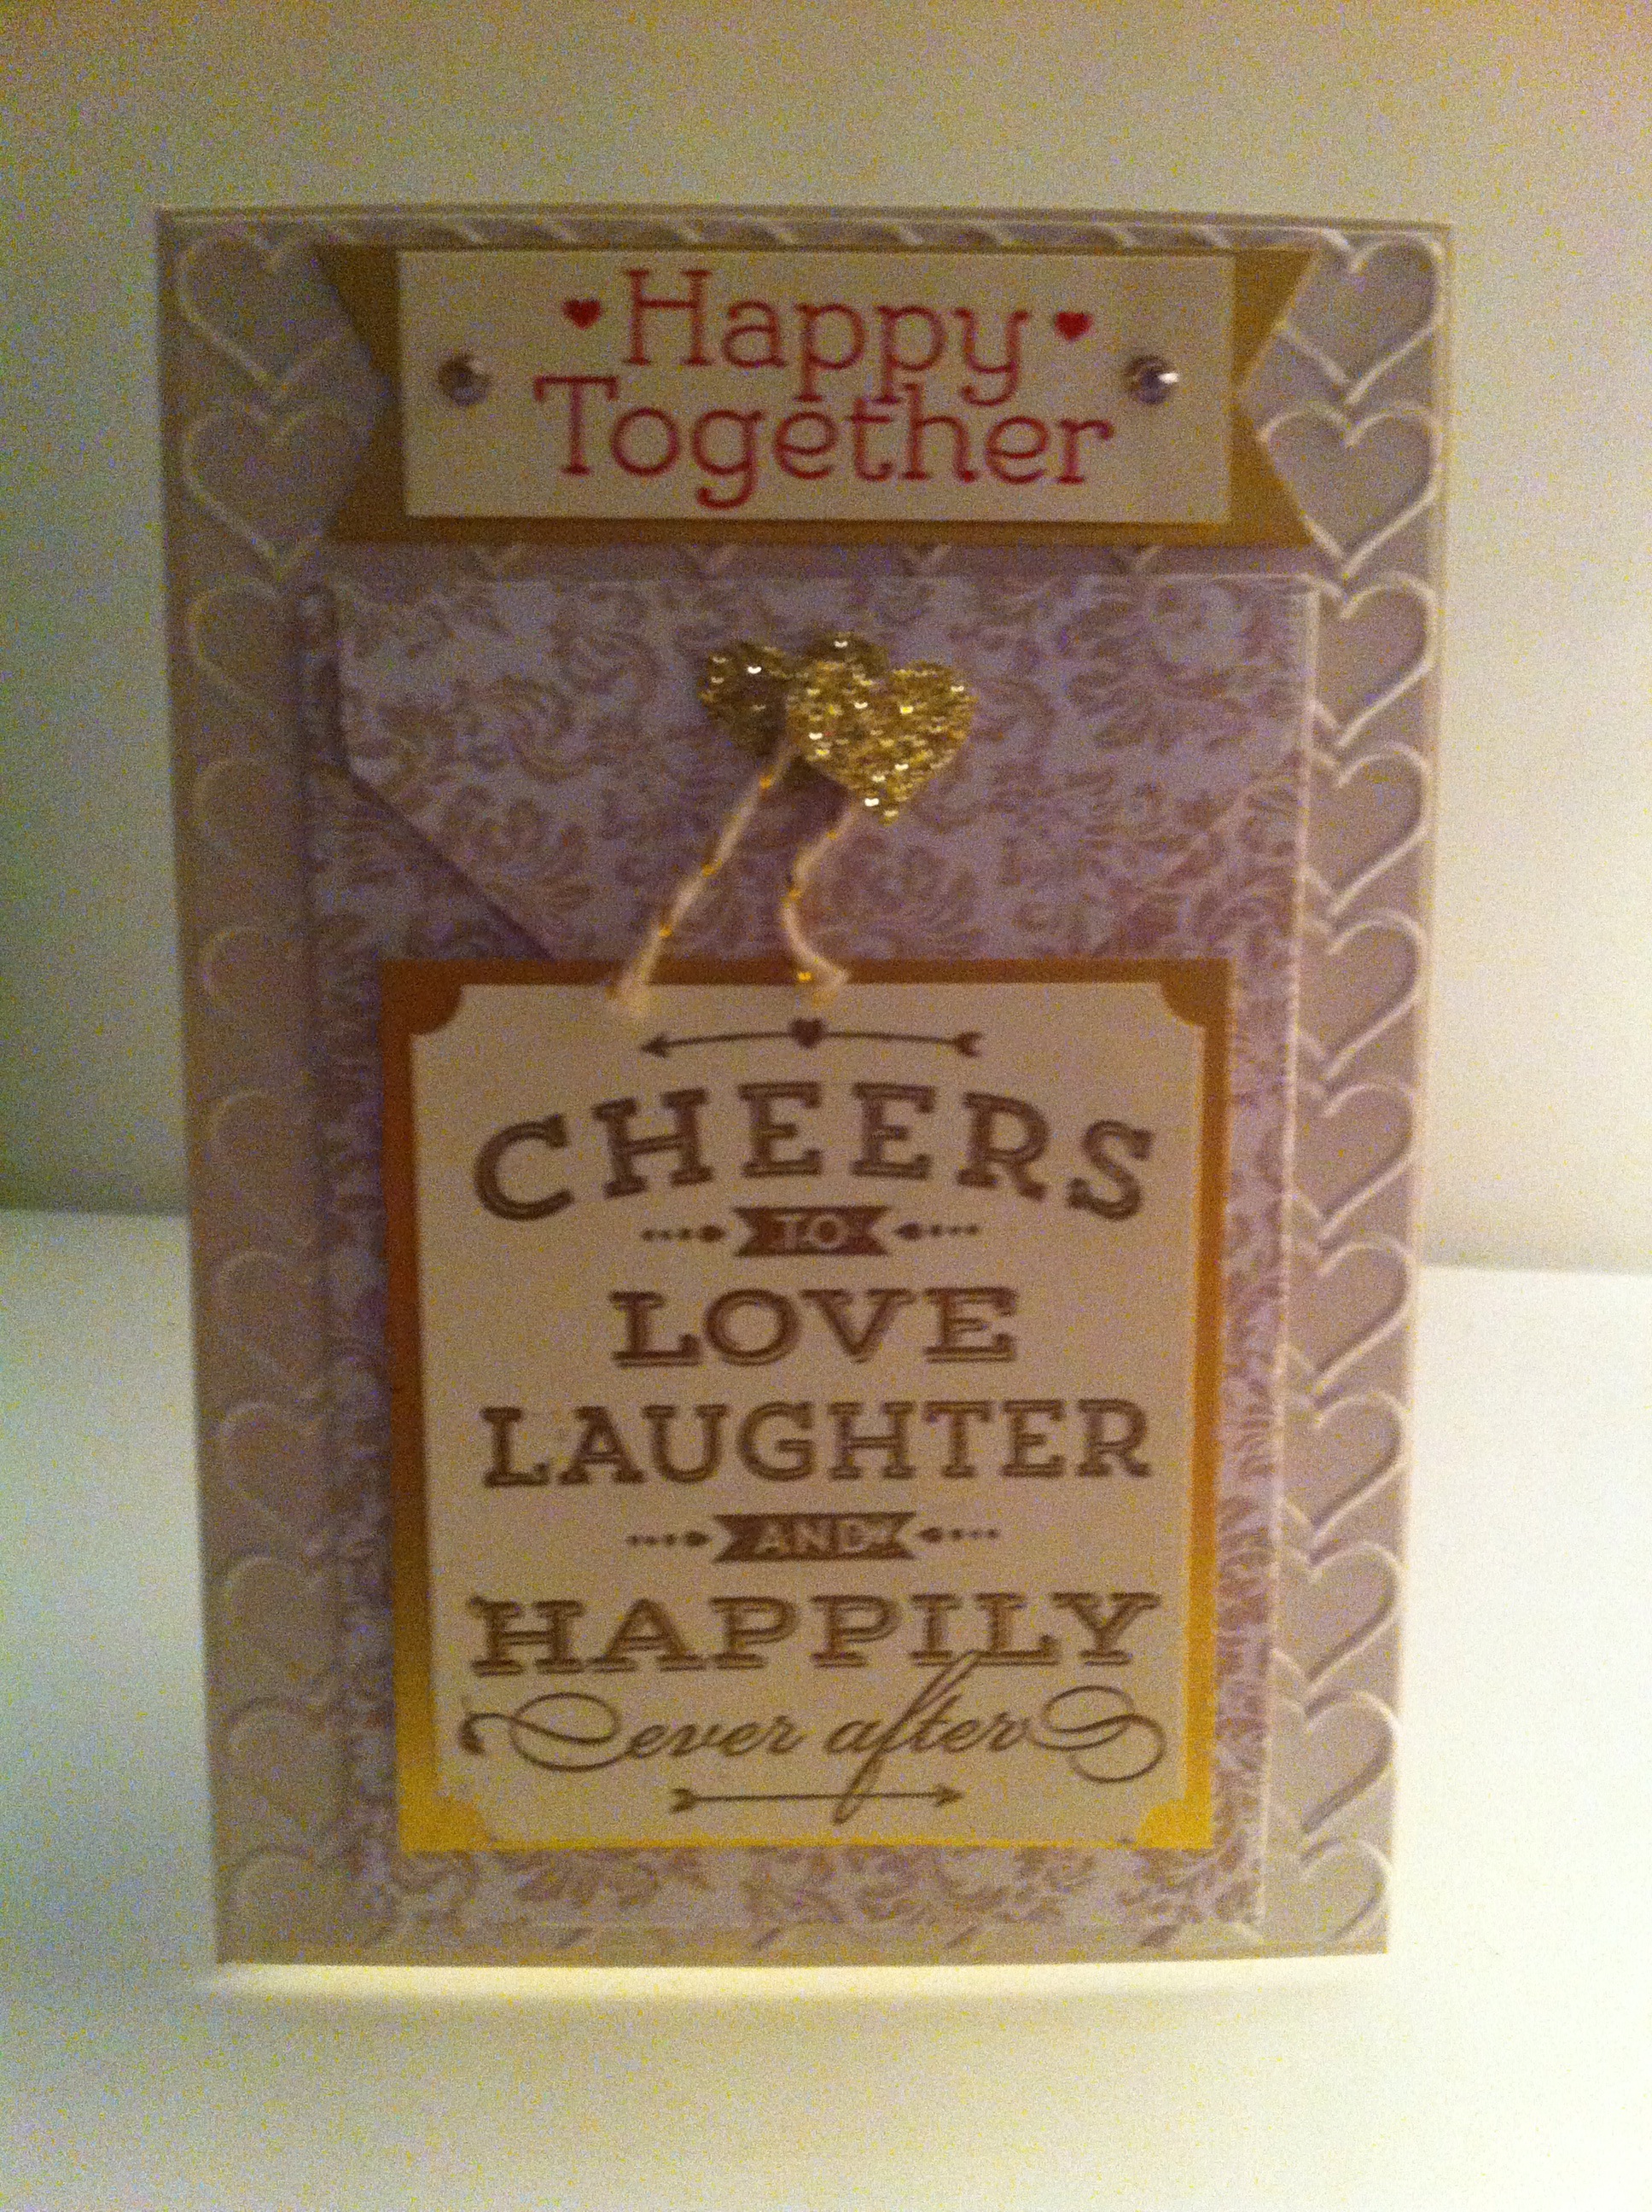 Happy
Together
CHEERS
TO
LOVE
LAUGHTER
AND
HAPPILY
ever after